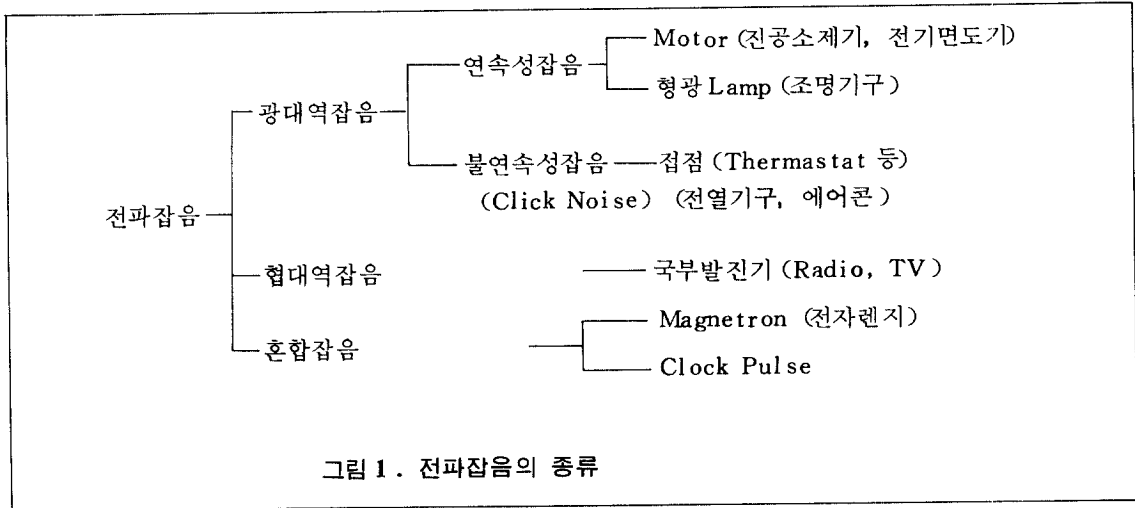 Motor (진공소제기, 전기면도기)
연속성잡음
형광 Lamp (조명기구)
광대역잡음
불연속성잡음 접점 (Thermastat 등)
(Click Noise) (전열기구, 에어콘)
전파잡음
협대역잡음 국부발진기 (Radio, TV)
Magnetron (전자렌지)
혼합잡음
Clock Pulse
그림 1. 전파잡음의 종류